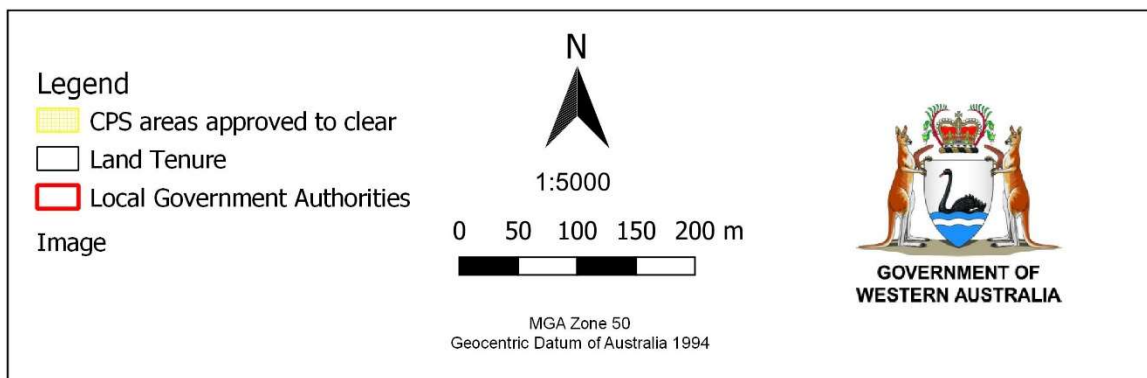 Legend
CPS areas approved to clear
Land Tenure
Local Government Authorities
Image
N
1:5000
0 50 100 150 200 m
MGA Zone 50
Geocentric Datum of Australia 1994
GOVERNMENT OF
WESTERN AUSTRALIA